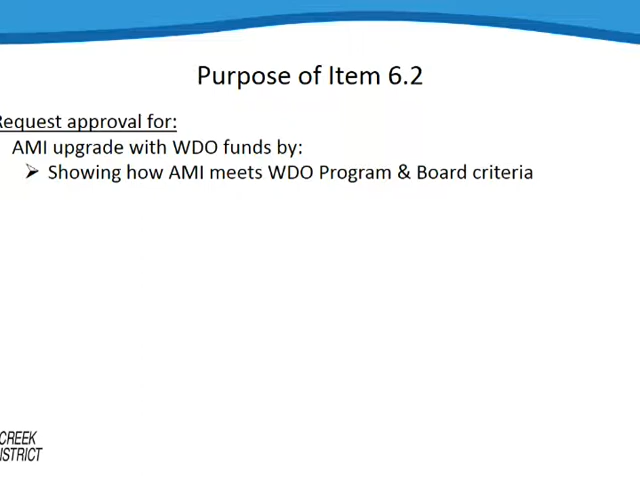 Purpose of Item 6.2
Request approval for:
AMI upgrade with WDO funds by:
Showing how AMI meets WDO Program & Board criteria
CREEK
ISTRICT